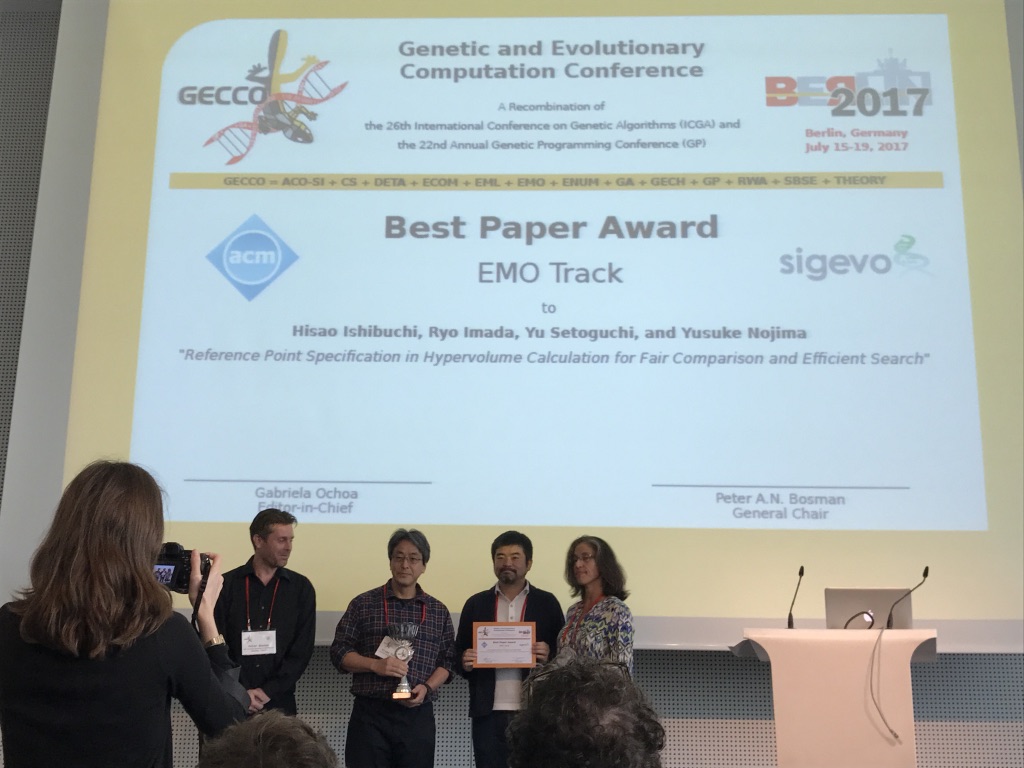 GECCO
Genetic and Evolutionary
Computation Conference
A Recombination of
the 26th International Conference on Genetic Algorithms (ICGA) and
the 22nd Annual Genetic Programming Conference (GP)
2017
Berlin, Germany
July 15-19, 2017
GECCO = ACO-SI + CS + DETA + ECOM + EML + EMO + ENUM + GA + GECH + GP + RWA + SBSE + THEORY
acm
Best Paper Award
EMO Track
sigevo
to
Hisao Ishibuchi, Ryo Imada, Yu Setoguchi, and Yusuke Nojima
"Reference Point Specification in Hypervolume Calculation for Fair Comparison and Efficient Search"
Gabriela Ochoa
Editor-in-Chief
Peter A.N. Bosman
General Chair